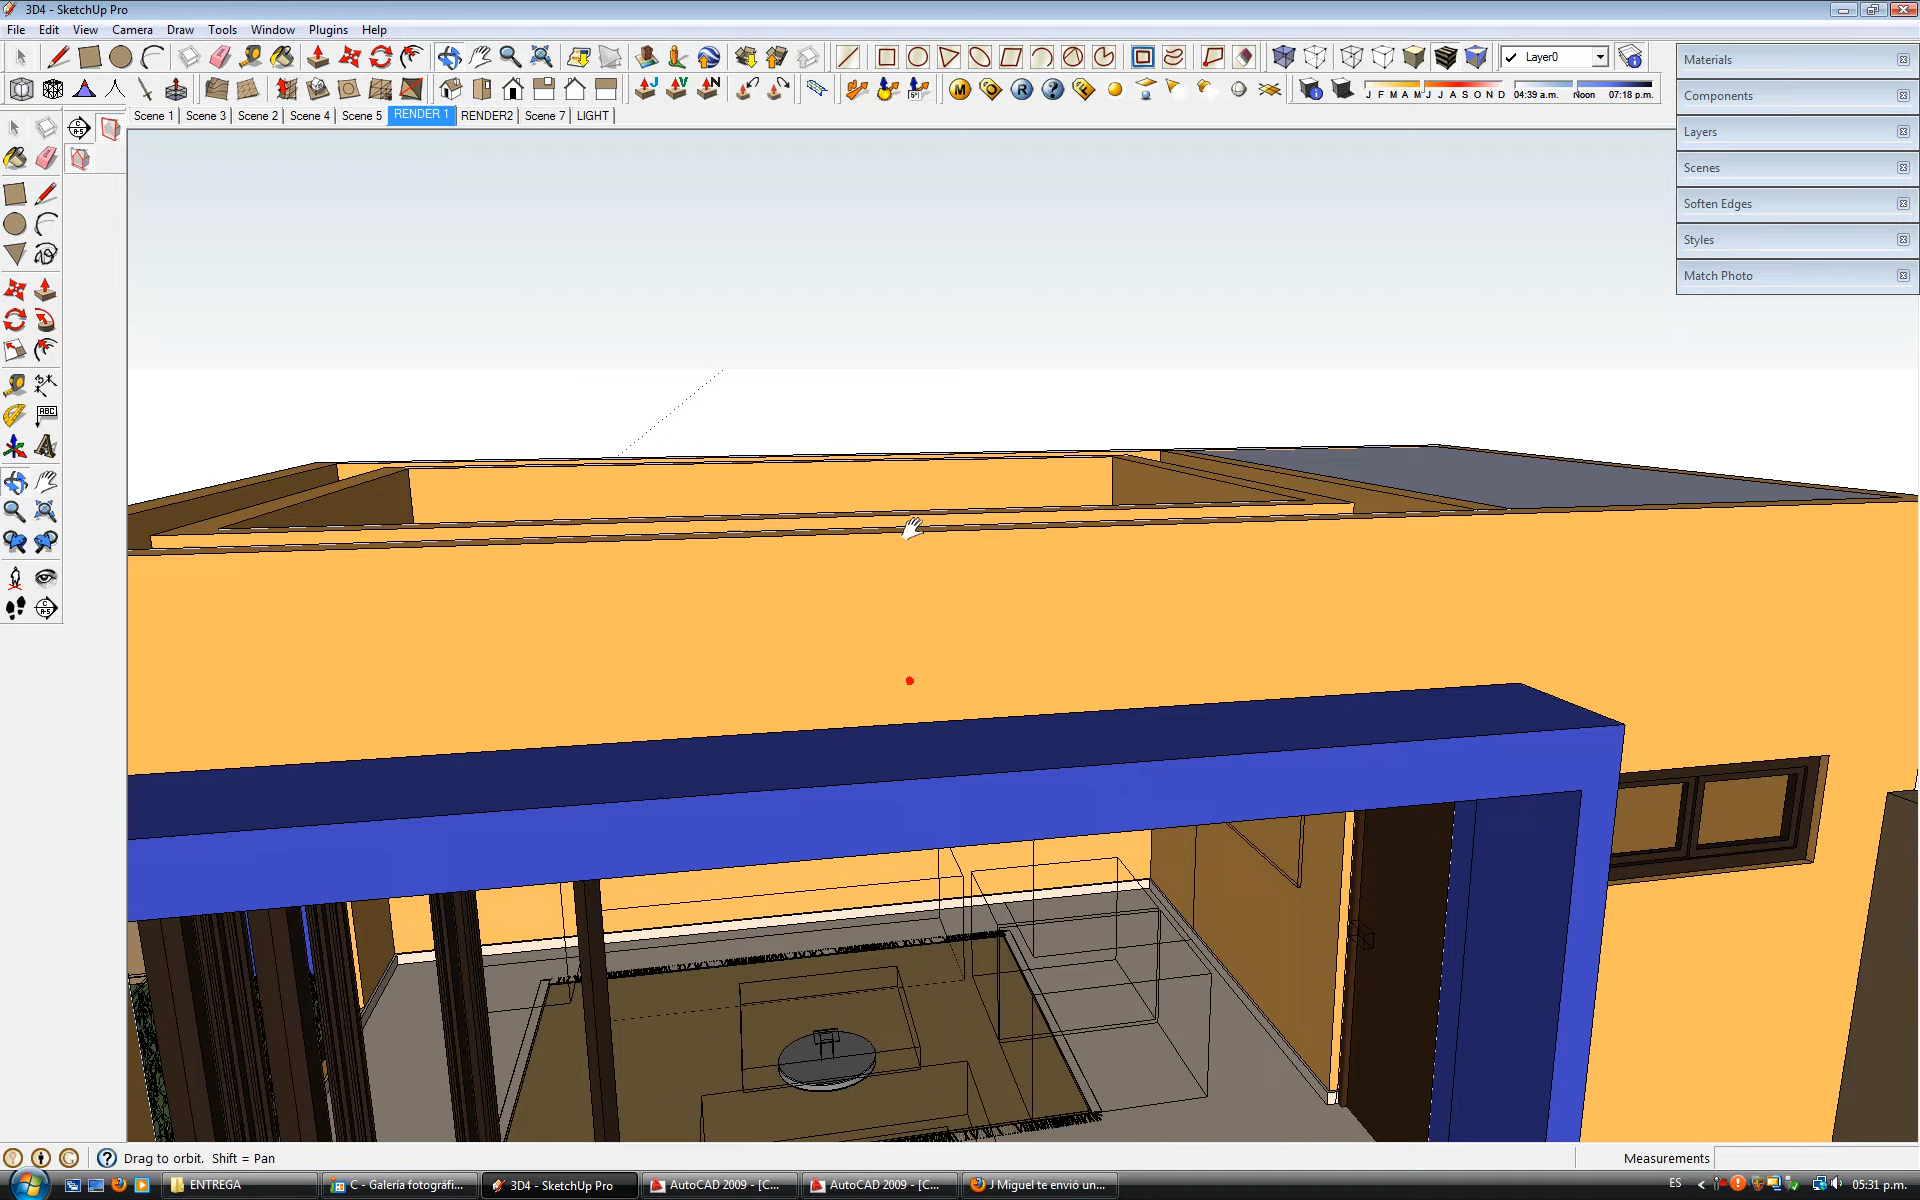 3D4 - SketchUp Pro
File Edit View Camera Draw Tools Window Plugins Help
Layer0
J F M A M J J A S O N D 04:39 a.m. Noon 07:18 p.m.
Scene 1 Scene 3 Scene 2 Scene 4 Scene 5 RENDER 1 RENDER2 Scene 7 LIGHT
Materials
Components
Layers
Scenes
Soften Edges
Styles
Match Photo
ABC
Drag to orbit. Shift = Pan
Measurements
ENTREGA
C - Galería fotográfi...
3D4 - SketchUp Pro
AutoCAD 2009 - [C...
AutoCAD 2009 - [C...
J Miguel te envió un...
ES
05:31 p.m.